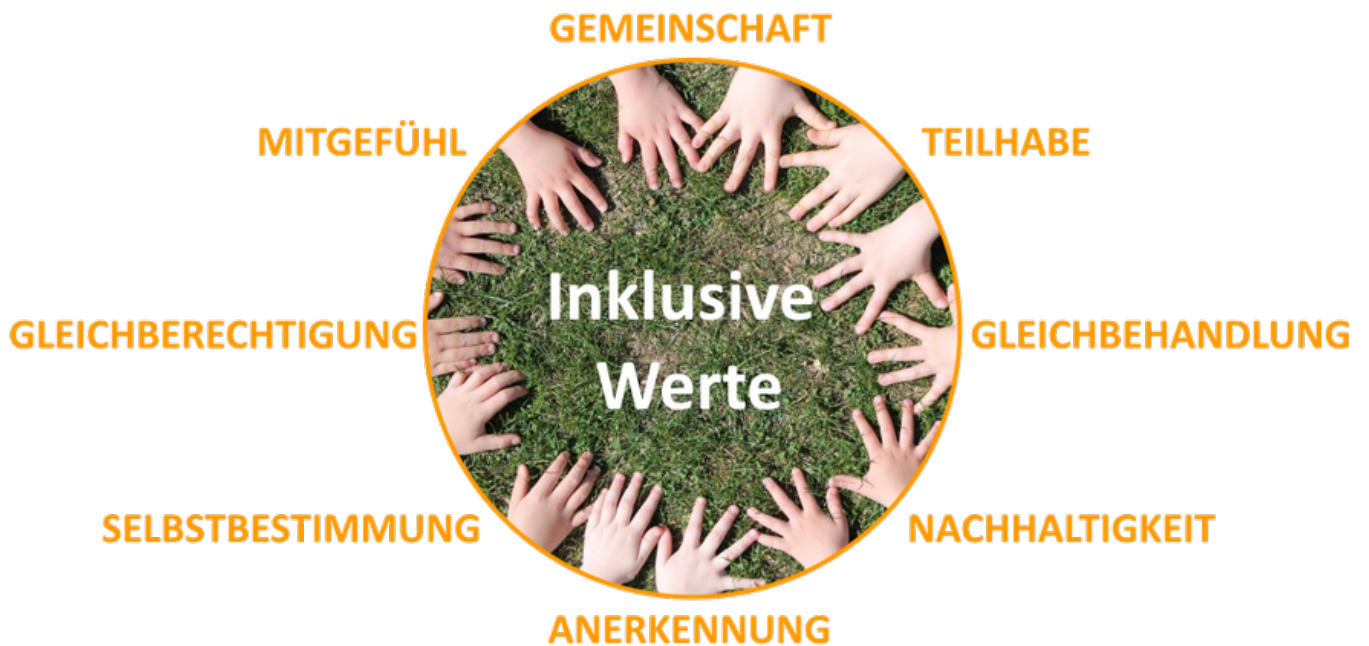 GEMEINSCHAFT
MITGEFÜHL
TEILHABE
Inklusive
Werte
GLEICHBERECHTIGUNG
GLEICHBEHANDLUNG
SELBSTBESTIMMUNG
NACHHALTIGKEIT
ANERKENNUNG